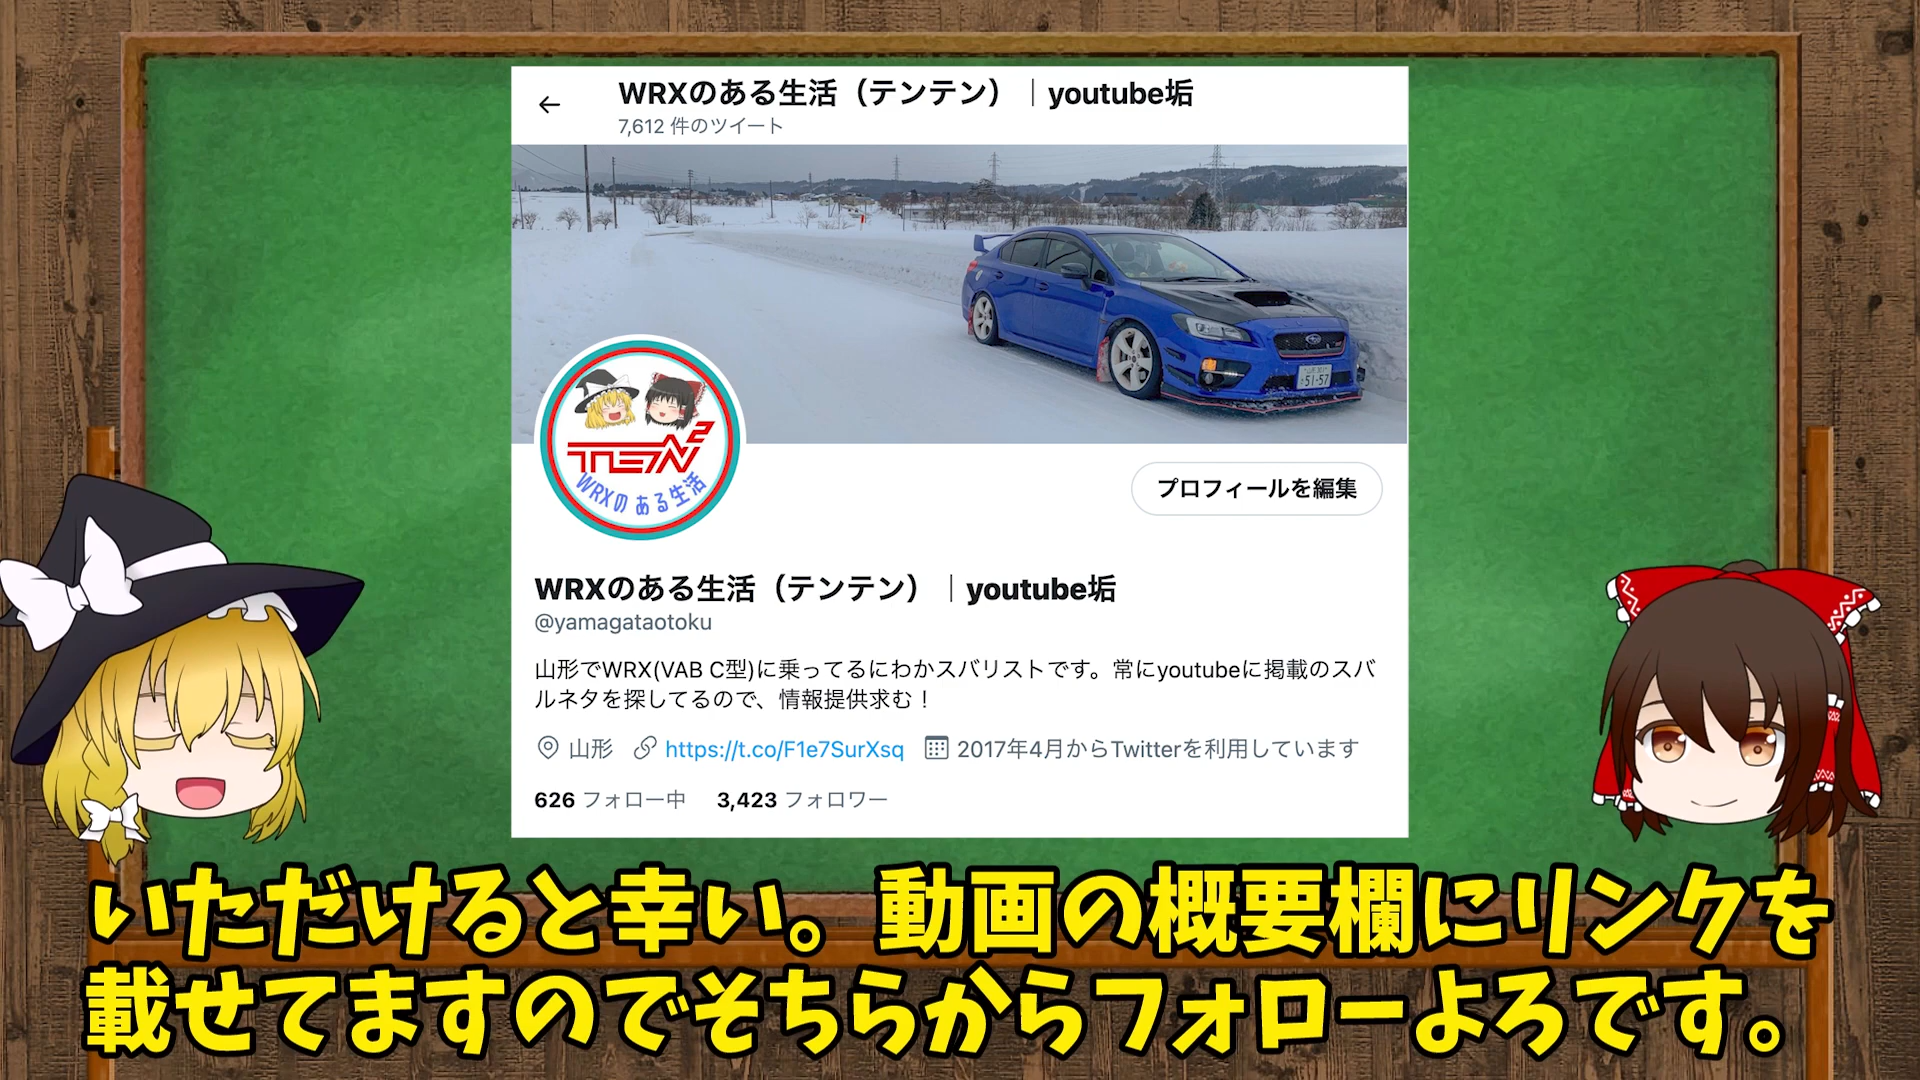 WRXのある生活（テンテン）｜youtube垢
7,612 件のツイート
TEN²
WRXの ある生活
51-57
プロフィールを編集
WRXのある生活（テンテン）｜youtube垢
@yamagataotoku
山形でWRX(VAB C型)に乗ってるにわかスバリストです。常にyoutubeに掲載のスバ
ルネタを探してるので、情報提供求む！
山形 https://t.co/F1e7SurXsq 2017年4月からTwitterを利用しています
626 フォロー中 3,423 フォロワー
いただけると幸い。動画の概要欄にリンクを
載せてますのでそちらからフォローよろです。